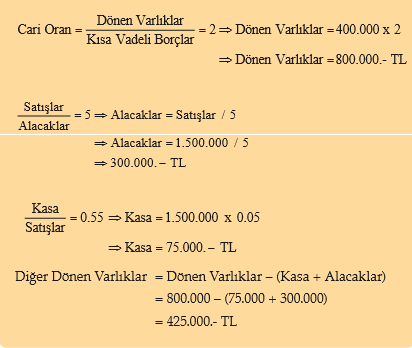 Cari Oran = Dönen Varlıklar / Kısa Vadeli Borçlar = 2 ⇒ Dönen Varlıklar = 400.000 x 2
⇒ Dönen Varlıklar = 800.000.- TL
Satışlar / Alacaklar = 5 ⇒ Alacaklar = Satışlar / 5
⇒ Alacaklar = 1.500.000 / 5
⇒ 300.000.– TL
Kasa / Satışlar = 0.55 ⇒ Kasa = 1.500.000 x 0.05
⇒ Kasa = 75.000.– TL
Diğer Dönen Varlıklar = Dönen Varlıklar – (Kasa + Alacaklar)
= 800.000 – (75.000 + 300.000)
= 425.000.- TL